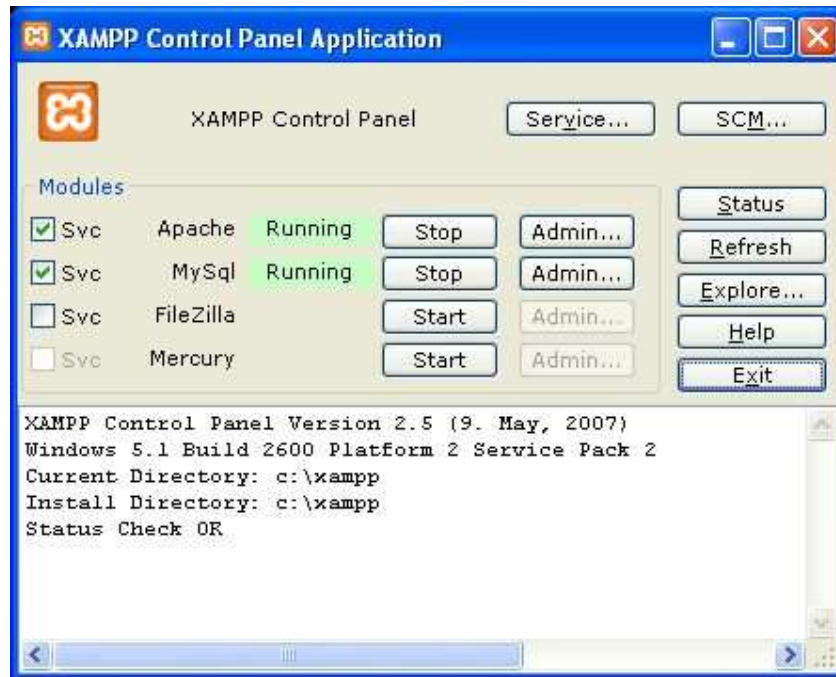 XAMPP Control Panel Application
XAMPP Control Panel Service... SCM...
Modules
Svc Apache Running Stop Admin...
Svc MySql Running Stop Admin...
Svc FileZilla Start Admin...
Svc Mercury Start Admin...
Status
Refresh
Explore...
Help
Exit
XAMPP Control Panel Version 2.5 (9. May, 2007)
Windows 5.1 Build 2600 Platform 2 Service Pack 2
Current Directory: c:\xampp
Install Directory: c:\xampp
Status Check OK